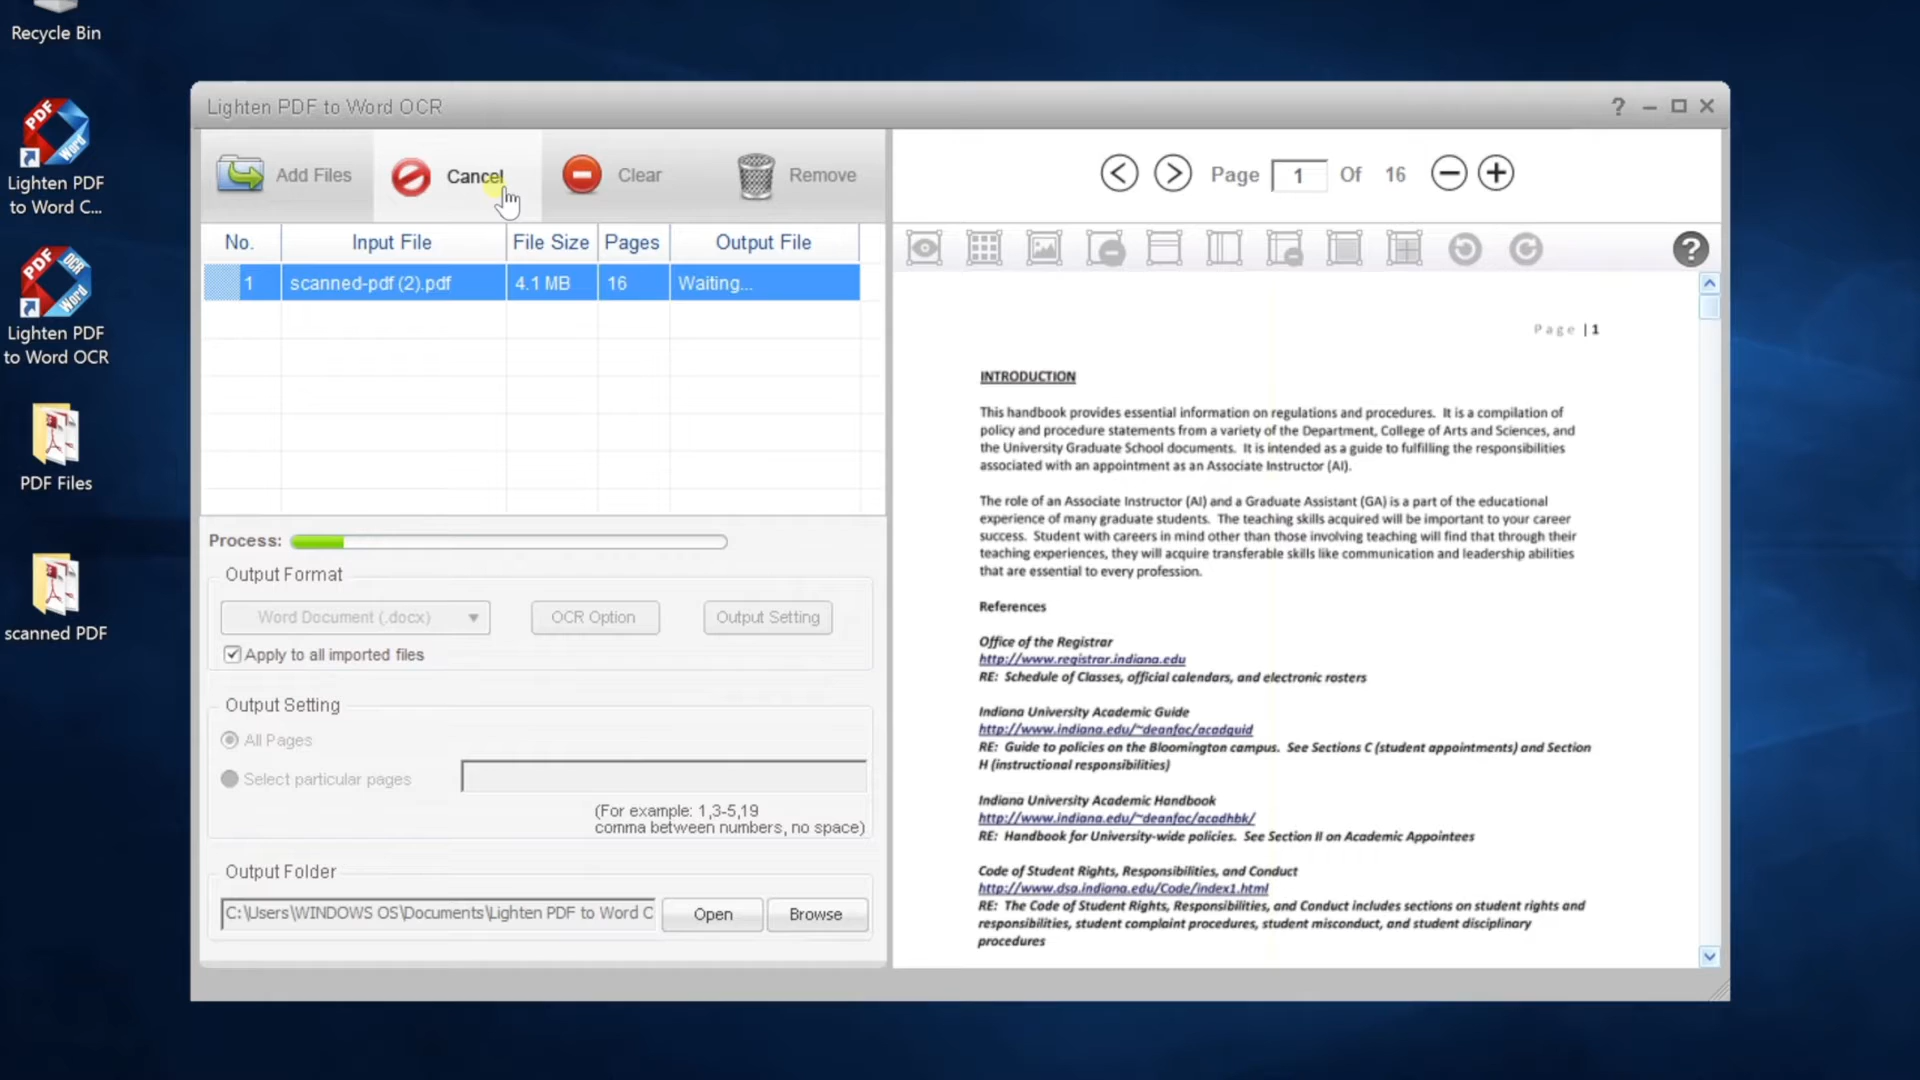 Recycle Bin
Lighten PDF
to Word C...
Lighten PDF
to Word OCR
PDF Files
scanned PDF
Lighten PDF to Word OCR
Add Files
Cancel
Clear
Remove
No. Input File File Size Pages Output File
1 scanned-pdf (2).pdf 4.1 MB 16 Waiting...
Process:
Output Format
Word Document (.docx)
OCR Option
Output Setting
Apply to all imported files
Output Setting
All Pages
Select particular pages
(For example: 1,3-5,19
comma between numbers, no space)
Output Folder
C:\Users\WINDOWS OS\Documents\Lighten PDF to Word C
Open
Browse
Page 1 Of 16
Page | 1
INTRODUCTION
This handbook provides essential information on regulations and procedures. It is a compilation of
policy and procedure statements from a variety of the Department, College of Arts and Sciences, and
the University Graduate School documents. It is intended as a guide to fulfilling the responsibilities
associated with an appointment as an Associate Instructor (AI).
The role of an Associate Instructor (AI) and a Graduate Assistant (GA) is a part of the educational
experience of many graduate students. The teaching skills acquired will be important to your career
success. Student with careers in mind other than those involving teaching will find that through their
teaching experiences, they will acquire transferable skills like communication and leadership abilities
that are essential to every profession.
References
Office of the Registrar
http://www.registrar.indiana.edu
RE: Schedule of Classes, official calendars, and electronic rosters
Indiana University Academic Guide
http://www.indiana.edu/~deanfac/acadguid
RE: Guide to policies on the Bloomington campus. See Sections C (student appointments) and Section
H (instructional responsibilities)
Indiana University Academic Handbook
http://www.indiana.edu/~deanfac/acadhbk/
RE: Handbook for University-wide policies. See Section II on Academic Appointees
Code of Student Rights, Responsibilities, and Conduct
http://www.dsa.indiana.edu/Code/index1.html
RE: The Code of Student Rights, Responsibilities, and Conduct includes sections on student rights and
responsibilities, student complaint procedures, student misconduct, and student disciplinary
procedures